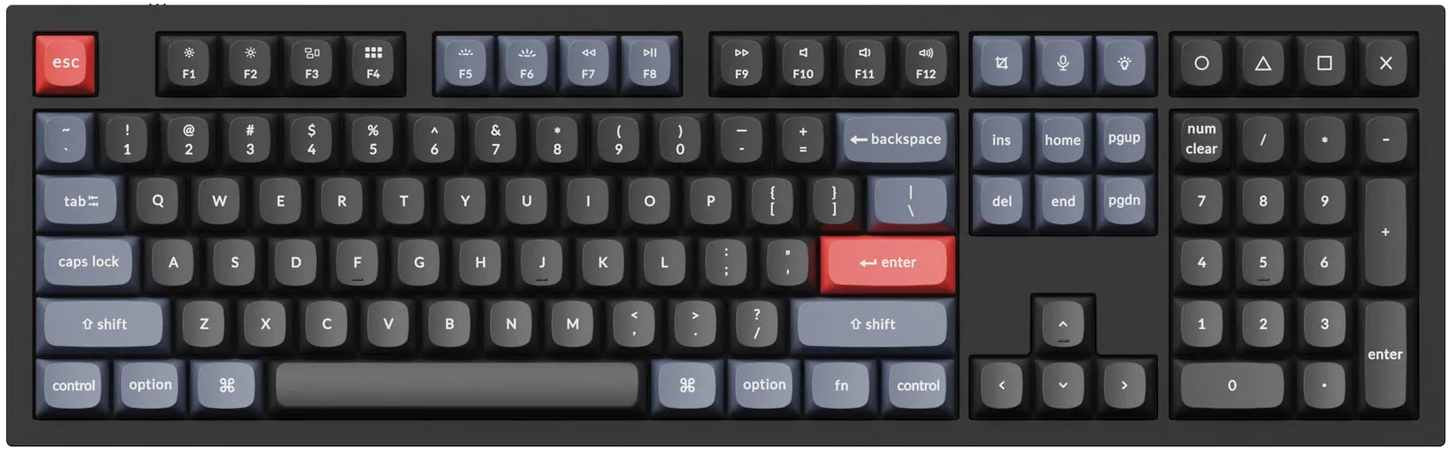 esc F1 F2 F3 F4 F5 F6 F7 F8 F9 F10 F11 F12
~ ! @ # $ % ^ & * ( ) — +
` 1 2 3 4 5 6 7 8 9 0 - = ← backspace ins home pgup num clear / * −
tab Q W E R T Y U I O P { [ } ] | \ del end pgdn 7 8 9 +
caps lock A S D F G H J K L : ; " ' ↵ enter 4 5 6
⇧ shift Z X C V B N M < , > . ? / ⇧ shift ^ 1 2 3 enter
control option ⌘ ⌘ option fn control 0 .